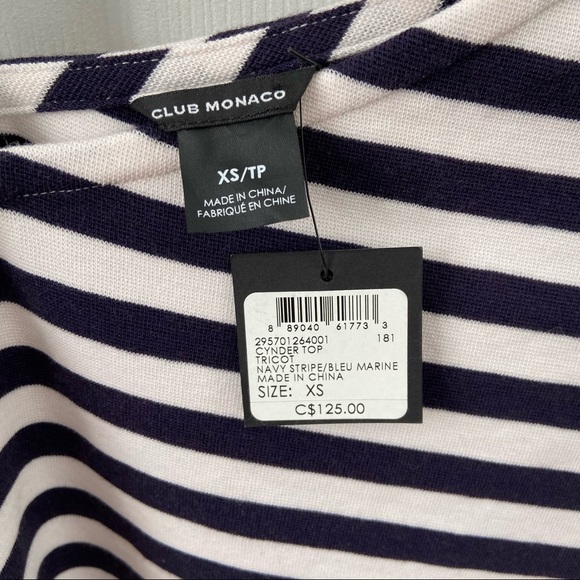 CLUB MONACO
XS/TP
MADE IN CHINA/
FABRIQUÉ EN CHINE
8 89040 61773 3
295701264001 181
CYNDER TOP
TRICOT
NAVY STRIPE/BLEU MARINE
MADE IN CHINA
SIZE: XS
C$125.00